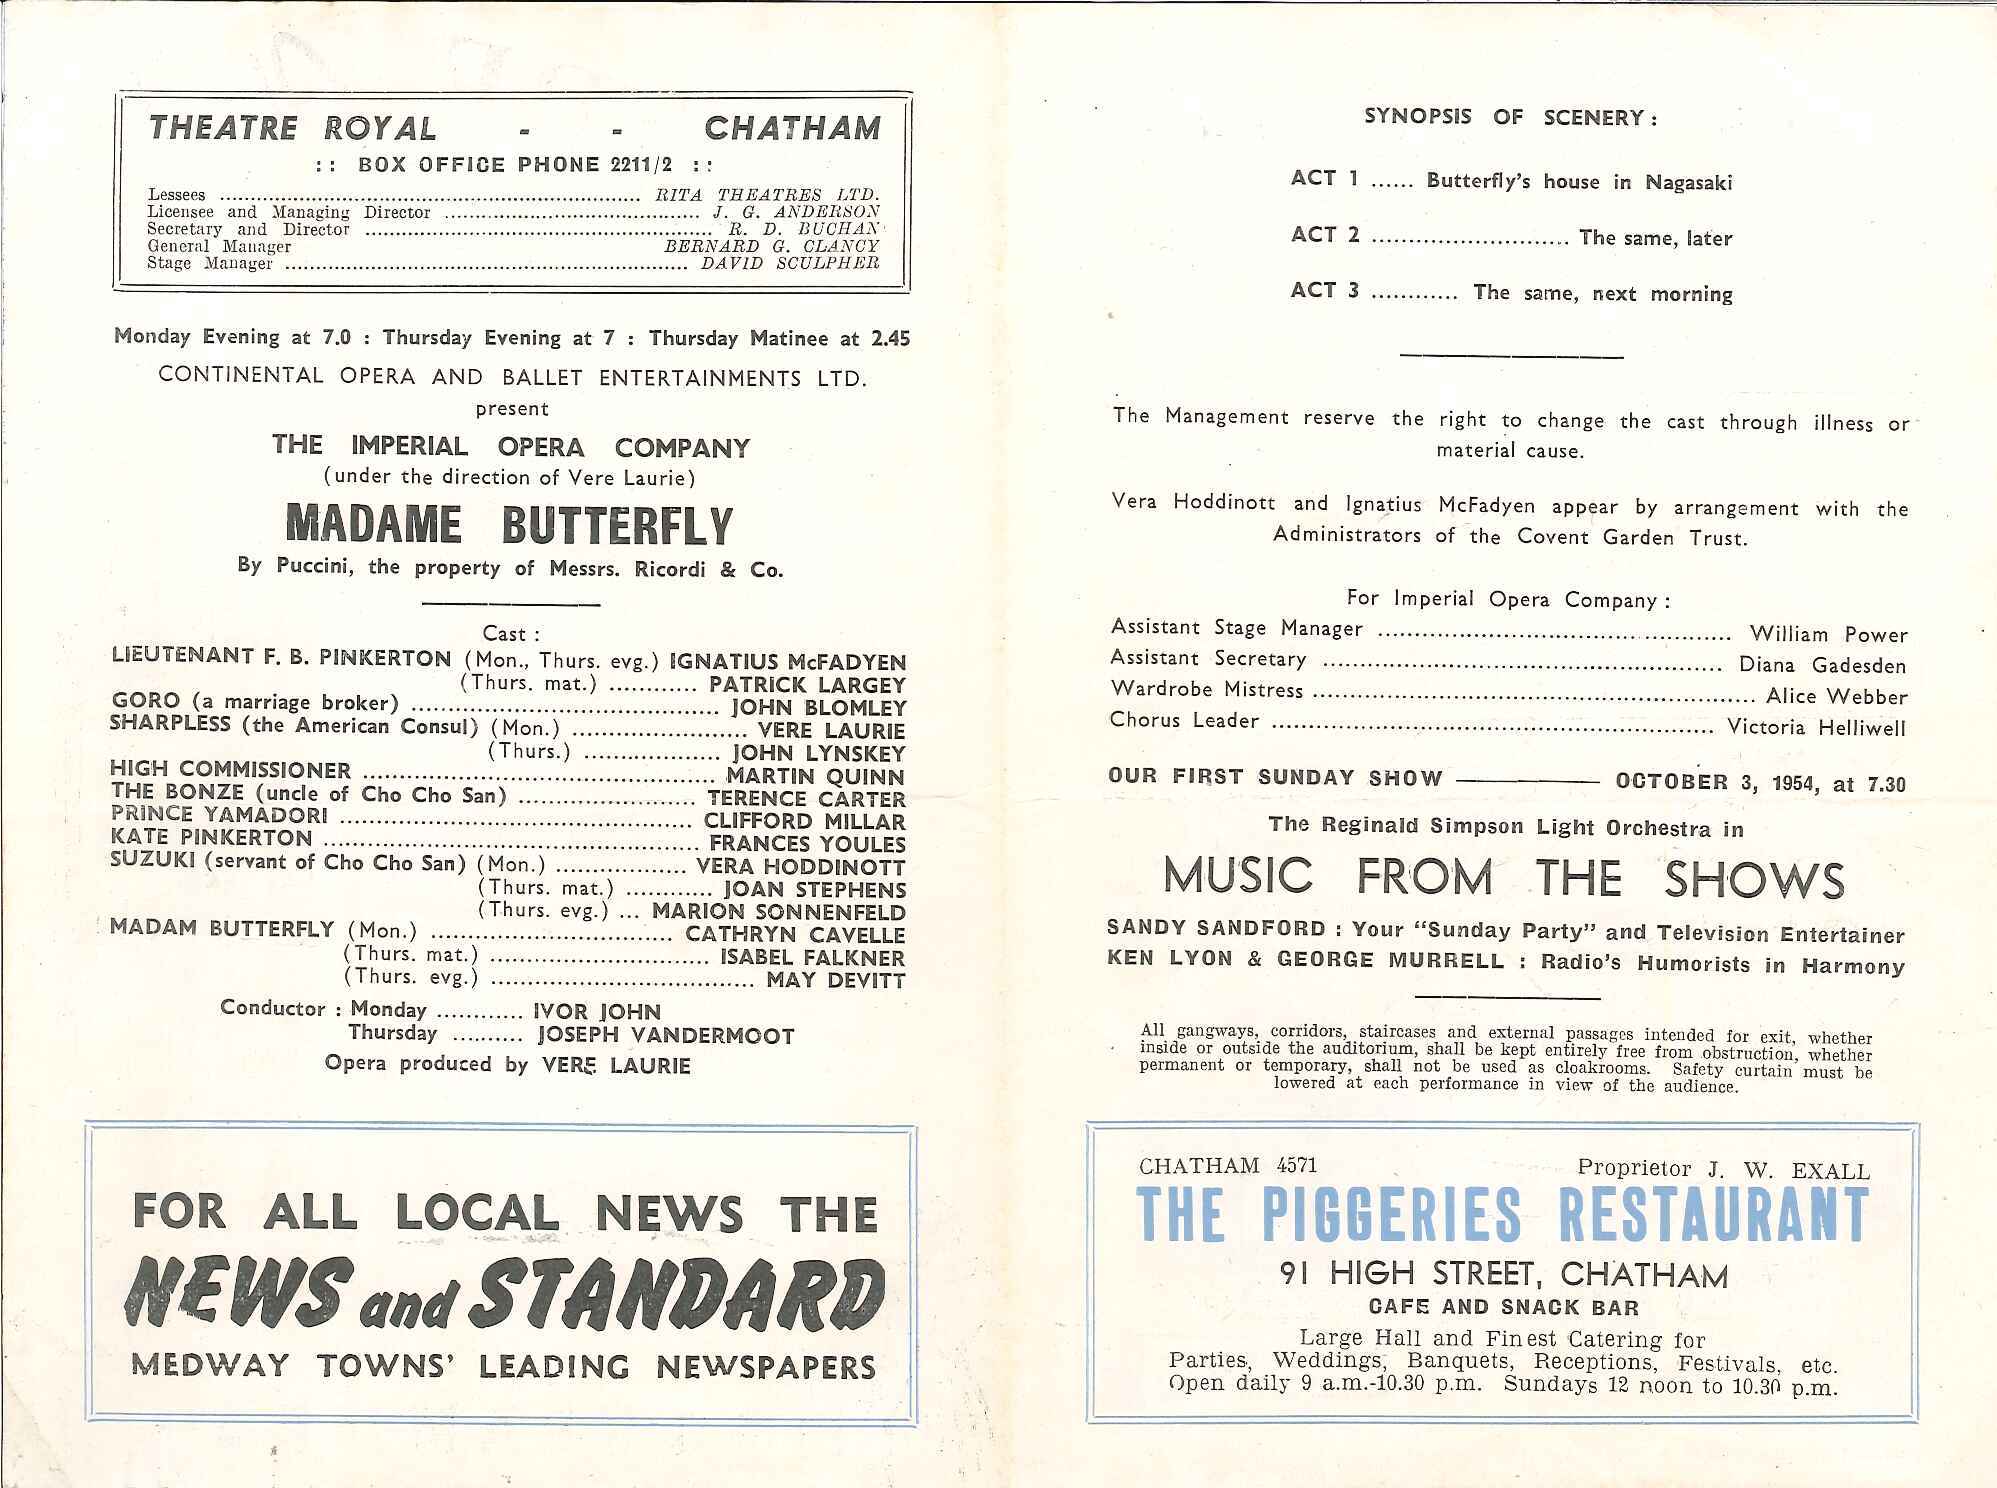 THEATRE ROYAL - - CHATHAM
:: BOX OFFICE PHONE 2211/2 ::
Lessees ........ RITA THEATRES LTD.
Licensee and Managing Director ........ J. G. ANDERSON
Secretary and Director ........ R. D. BUCHAN
General Manager BERNARD G. CLANCY
Stage Manager ........ DAVID SCULPHER
Monday Evening at 7.0 : Thursday Evening at 7 : Thursday Matinee at 2.45
CONTINENTAL OPERA AND BALLET ENTERTAINMENTS LTD.
present
THE IMPERIAL OPERA COMPANY
(under the direction of Vere Laurie)
MADAME BUTTERFLY
By Puccini, the property of Messrs. Ricordi & Co.
Cast :
LIEUTENANT F. B. PINKERTON (Mon., Thurs. evg.) IGNATIUS McFADYEN
(Thurs. mat.) ............ PATRICK LARGEY
GORO (a marriage broker) ........ JOHN BLOMLEY
SHARPLESS (the American Consul) (Mon.) ........ VERE LAURIE
(Thurs.) ........ JOHN LYNSKEY
HIGH COMMISSIONER ........ MARTIN QUINN
THE BONZE (uncle of Cho Cho San) ........ TERENCE CARTER
PRINCE YAMADORI ........ CLIFFORD MILLAR
KATE PINKERTON ........ FRANCES YOULES
SUZUKI (servant of Cho Cho San) (Mon.) ........ VERA HODDINOTT
(Thurs. mat.) ............ JOAN STEPHENS
(Thurs. evg.) ... MARION SONNENFELD
MADAM BUTTERFLY (Mon.) ........ CATHRYN CAVELLE
(Thurs. mat.) ........ ISABEL FALKNER
(Thurs. evg.) ........ MAY DEVITT
Conductor : Monday ............ IVOR JOHN
Thursday .......... JOSEPH VANDERMOOT
Opera produced by VERE LAURIE
FOR ALL LOCAL NEWS THE
NEWS and STANDARD
MEDWAY TOWNS' LEADING NEWSPAPERS
SYNOPSIS OF SCENERY :
ACT 1 ...... Butterfly's house in Nagasaki
ACT 2 ........ The same, later
ACT 3 ............ The same, next morning
The Management reserve the right to change the cast through illness or
material cause.
Vera Hoddinott and Ignatius McFadyen appear by arrangement with the
Administrators of the Covent Garden Trust.
For Imperial Opera Company :
Assistant Stage Manager ........ William Power
Assistant Secretary ........ Diana Gadesden
Wardrobe Mistress ........ Alice Webber
Chorus Leader ........ Victoria Helliwell
OUR FIRST SUNDAY SHOW ——— OCTOBER 3, 1954, at 7.30
The Reginald Simpson Light Orchestra in
MUSIC FROM THE SHOWS
SANDY SANDFORD : Your "Sunday Party" and Television Entertainer
KEN LYON & GEORGE MURRELL : Radio's Humorists in Harmony
All gangways, corridors, staircases and external passages intended for exit, whether
inside or outside the auditorium, shall be kept entirely free from obstruction, whether
permanent or temporary, shall not be used as cloakrooms. Safety curtain must be
lowered at each performance in view of the audience.
CHATHAM 4571 Proprietor J. W. EXALL
THE PIGGERIES RESTAURANT
91 HIGH STREET, CHATHAM
CAFE AND SNACK BAR
Large Hall and Finest Catering for
Parties, Weddings, Banquets, Receptions, Festivals, etc.
Open daily 9 a.m.-10.30 p.m. Sundays 12 noon to 10.30 p.m.